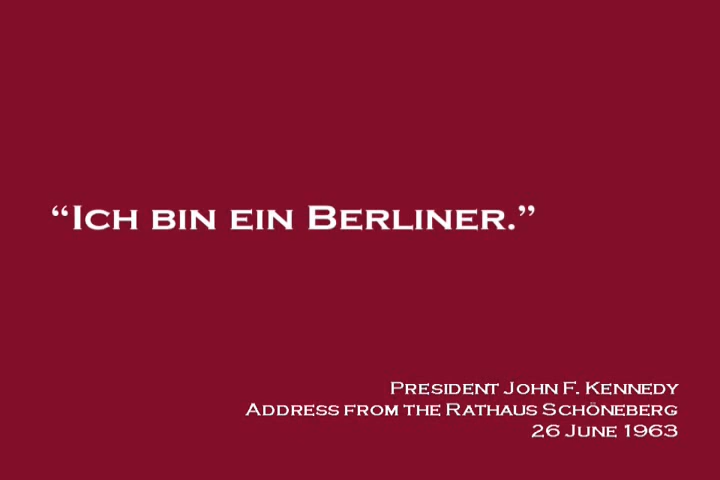 “Ich bin ein Berliner.”
President John F. Kennedy
Address from the Rathaus Schöneberg
26 June 1963